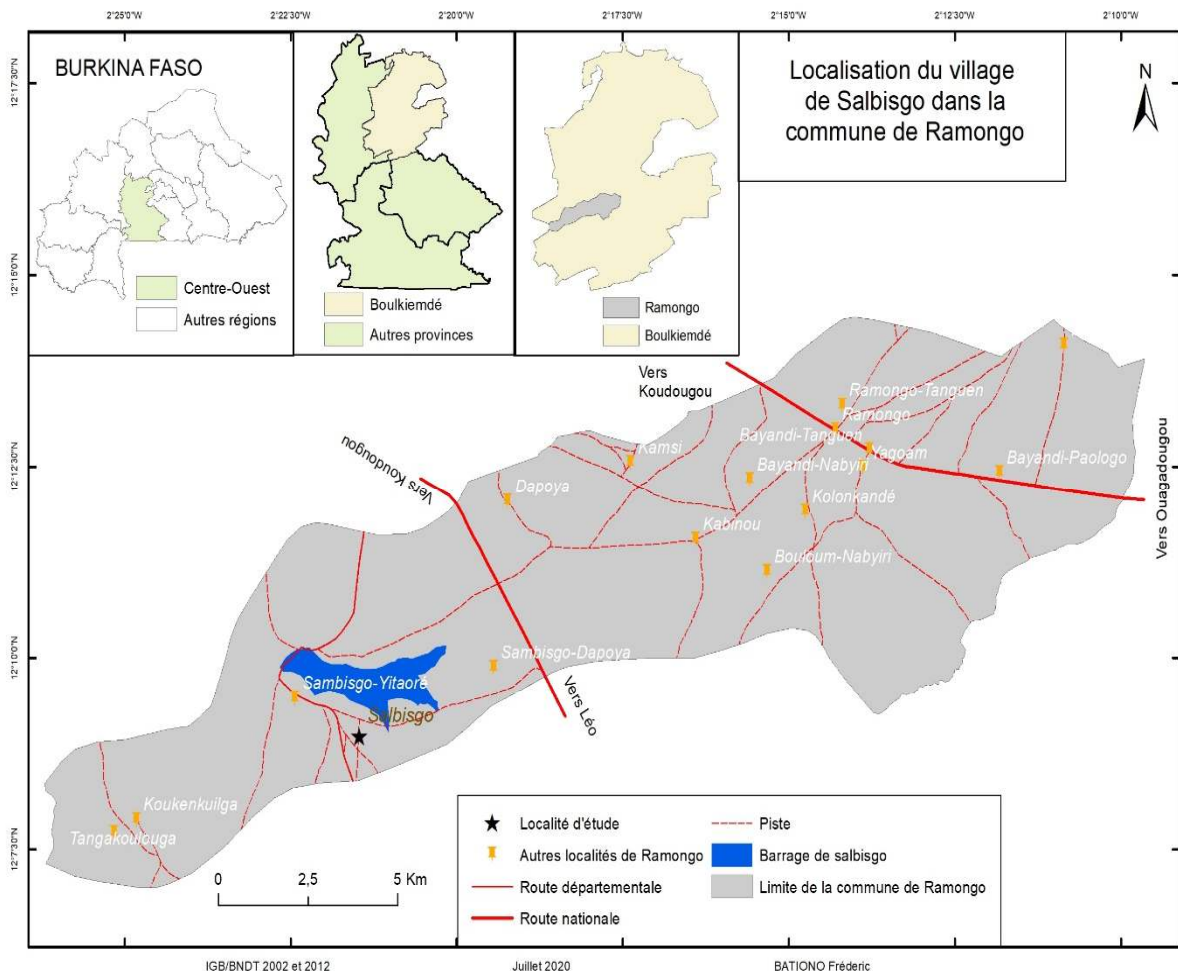 2°25'0"W
2°22'30"W
2°20'0"W
2°17'30"W
2°15'0"W
2°12'30"W
2°10'0"W
12°17'30"N
12°15'0"N
12°12'30"N
12°10'0"N
12°7'30"N
BURKINA FASO
Centre-Ouest
Autres régions
Boulkiemdé
Autres provinces
Ramongo
Boulkiemdé
Localisation du village
de Salbisgo dans la
commune de Ramongo
N
Vers
Koudougou
Ramongo-Tanguen
Ramongo
Bayandi-Tanguen
Yagoam
Kamsi
Bayandi-Nabyiri
Bayandi-Paologo
Vers Koudougou
Dapoya
Kolonkandé
Kabinou
Bouloum-Nabyiri
Vers Ouagadougou
Sambisgo-Dapoya
Sambisgo-Yitaoré
Salbisgo
Vers Léo
Koukenkuilga
Tangakoulouga
0 2,5 5 Km
Localité d'étude
Autres localités de Ramongo
Route départementale
Route nationale
Piste
Barrage de salbisgo
Limite de la commune de Ramongo
IGB/BNDT 2002 et 2012
Juillet 2020
BATIONO Fréderic